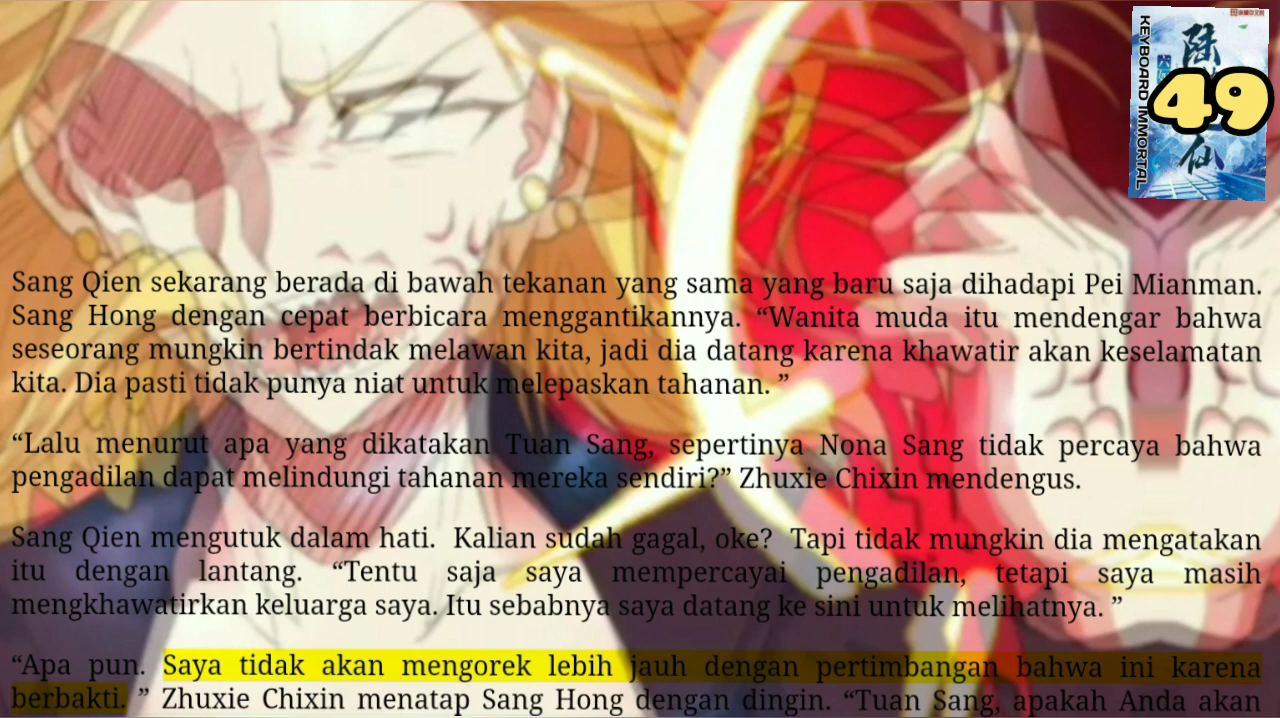 KEYBOARD IMMORTAL
49
仙
Sang Qien sekarang berada di bawah tekanan yang sama yang baru saja dihadapi Pei Mianman.
Sang Hong dengan cepat berbicara menggantikannya. “Wanita muda itu mendengar bahwa
seseorang mungkin bertindak melawan kita, jadi dia datang karena khawatir akan keselamatan
kita. Dia pasti tidak punya niat untuk melepaskan tahanan. ”
“Lalu menurut apa yang dikatakan Tuan Sang, sepertinya Nona Sang tidak percaya bahwa
pengadilan dapat melindungi tahanan mereka sendiri?” Zhuxie Chixin mendengus.
Sang Qien mengutuk dalam hati. Kalian sudah gagal, oke? Tapi tidak mungkin dia mengatakan
itu dengan lantang. “Tentu saja saya mempercayai pengadilan, tetapi saya masih
mengkhawatirkan keluarga saya. Itu sebabnya saya datang ke sini untuk melihatnya. ”
“Apa pun. Saya tidak akan mengorek lebih jauh dengan pertimbangan bahwa ini karena
berbakti. ” Zhuxie Chixin menatap Sang Hong dengan dingin. “Tuan Sang, apakah Anda akan